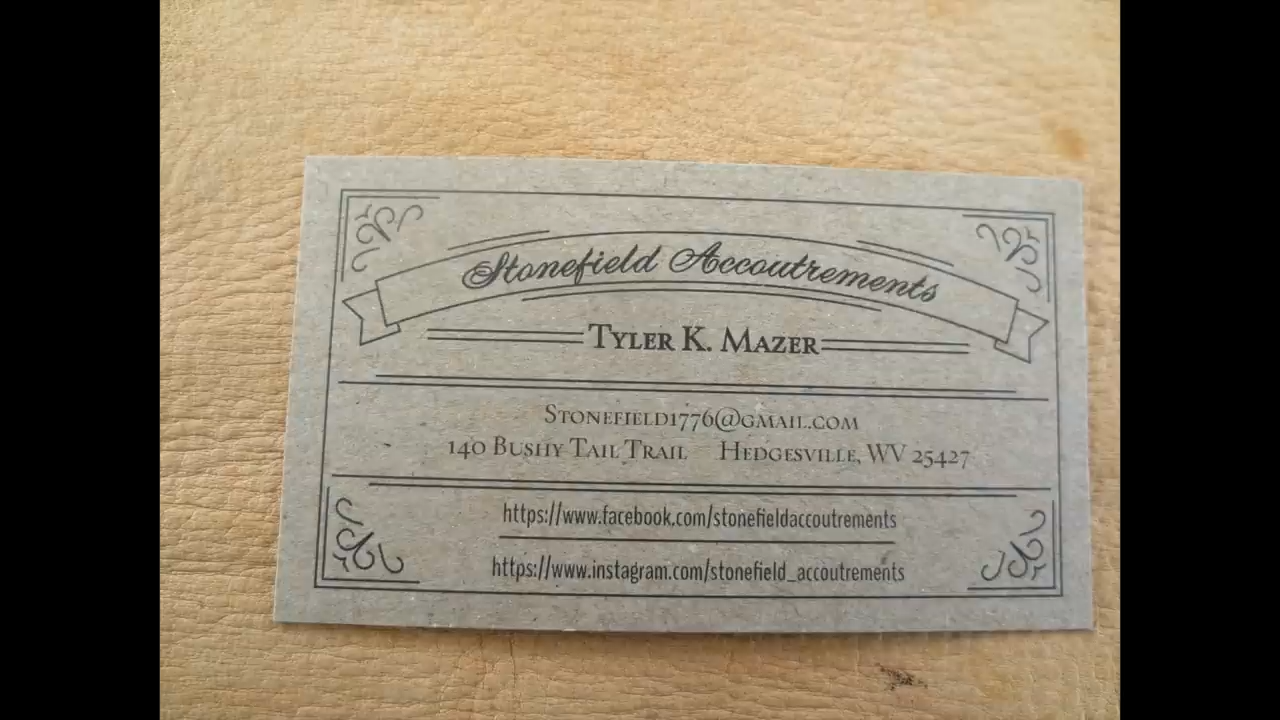 Stonefield Accoutrements
Tyler K. Mazer
Stonefield1776@gmail.com
140 Bushy Tail Trail Hedgesville, WV 25427
https://www.facebook.com/stonefieldaccoutrements
https://www.instagram.com/stonefield_accoutrements